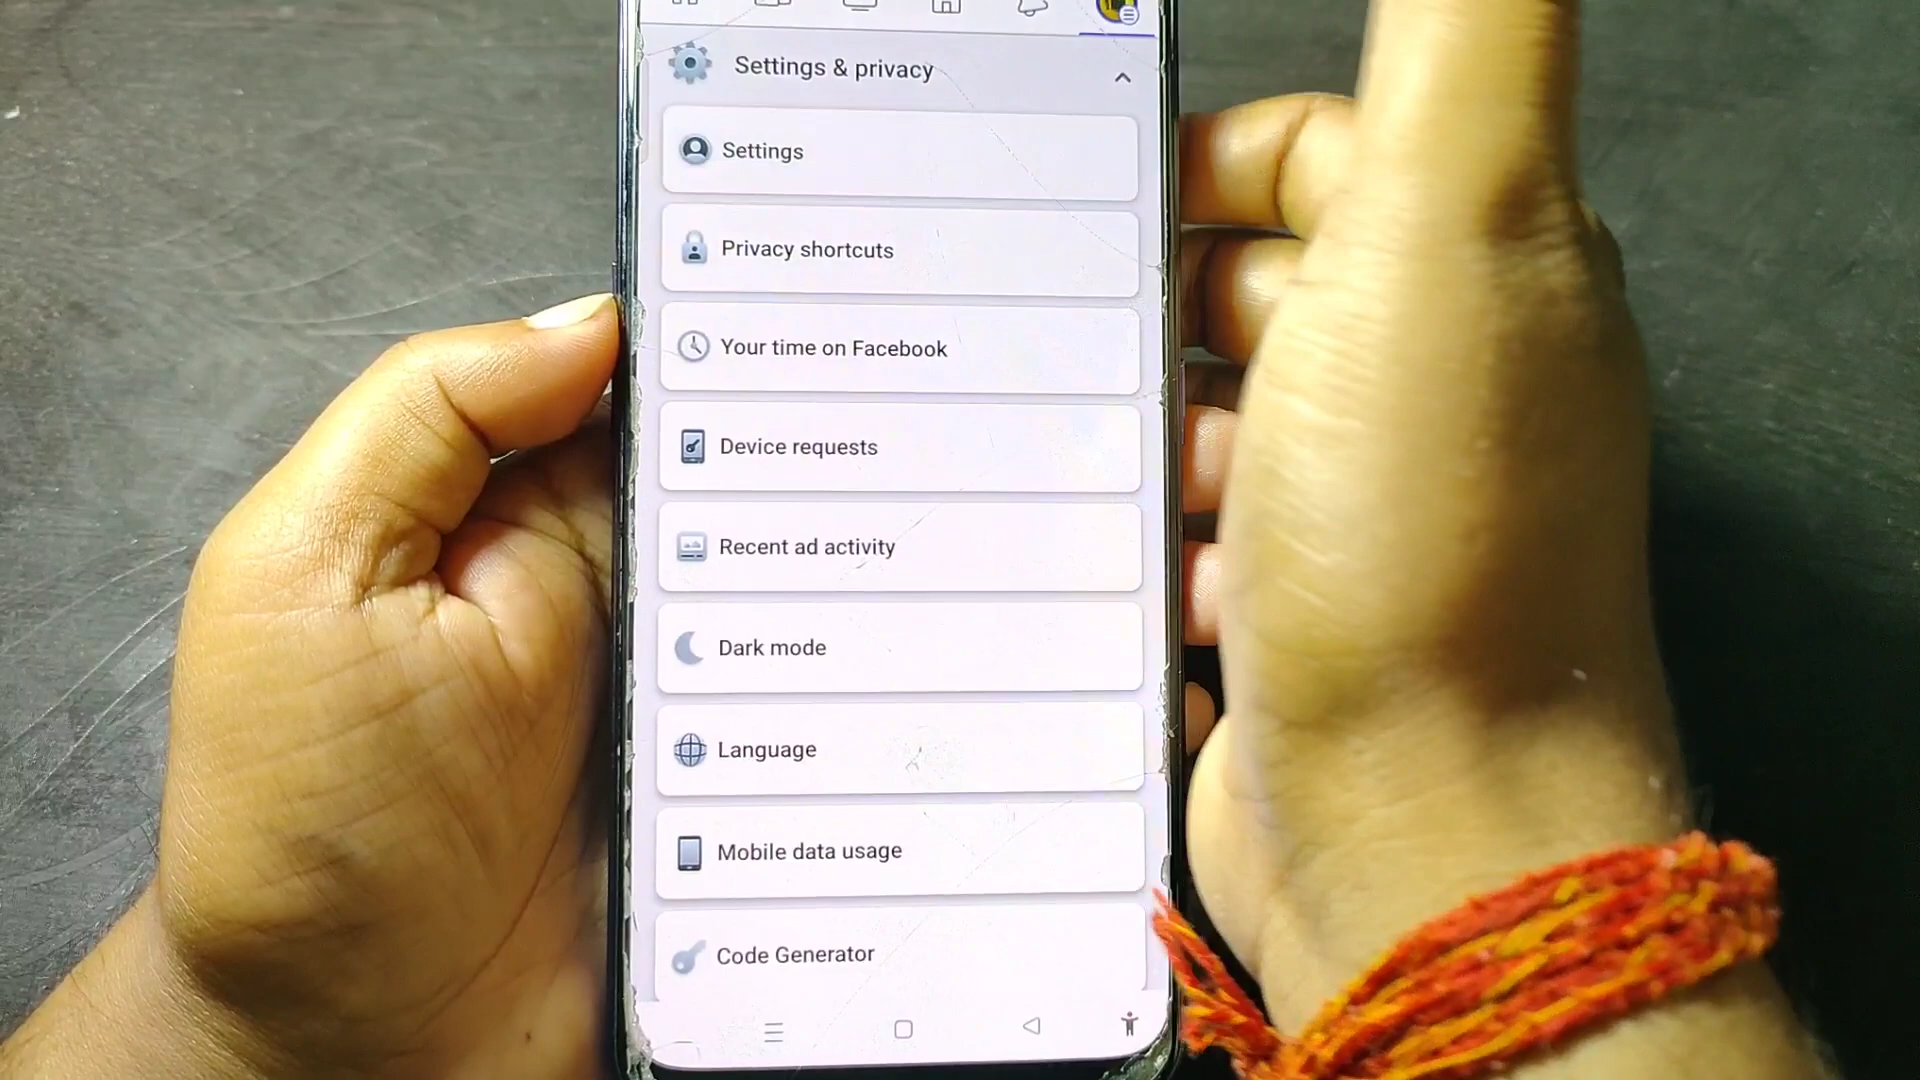 Settings & privacy
Settings
Privacy shortcuts
Your time on Facebook
Device requests
Recent ad activity
Dark mode
Language
Mobile data usage
Code Generator